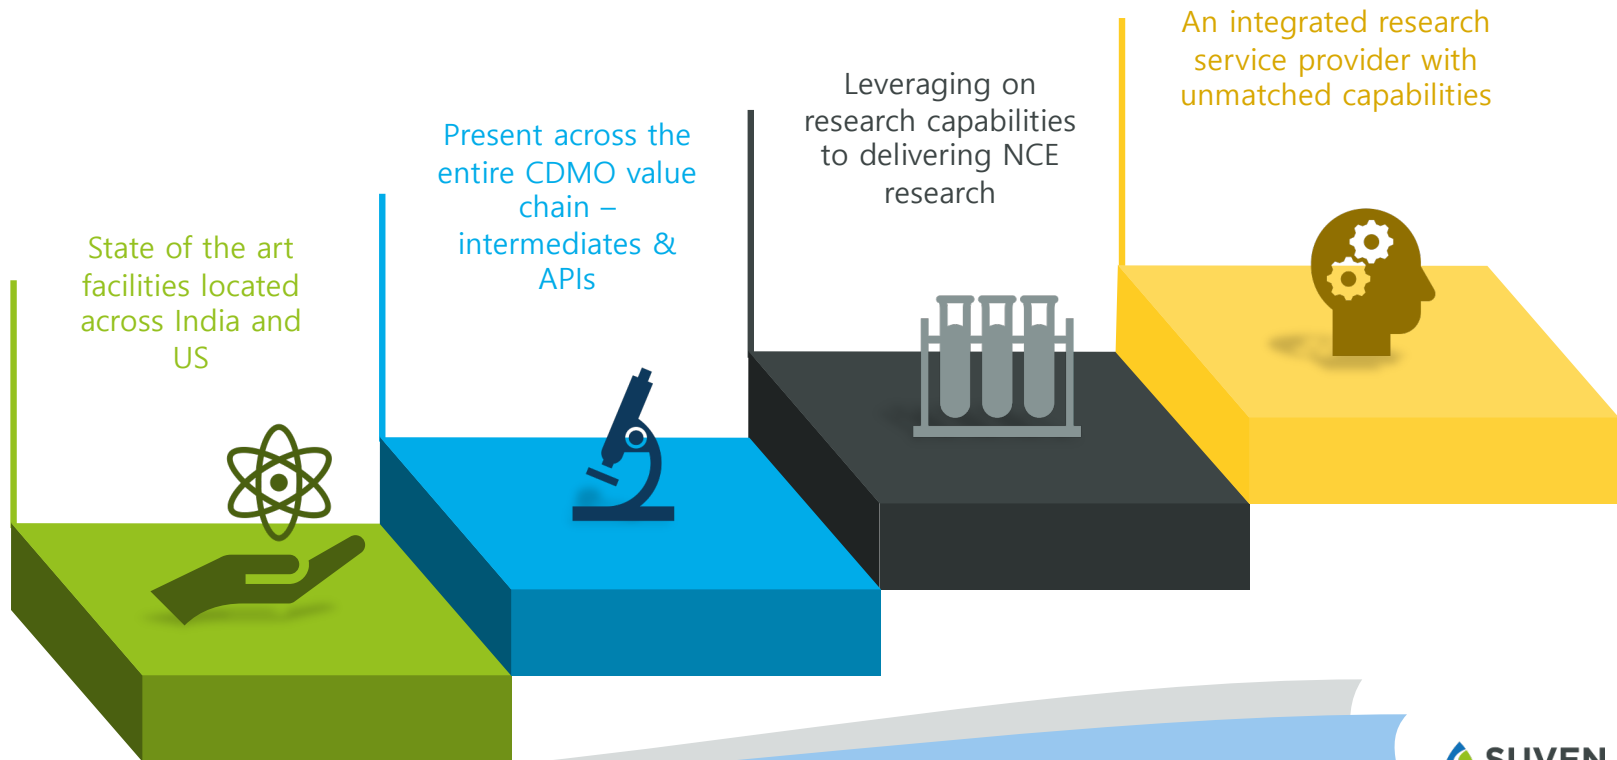 State of the art
facilities located
across India and
US
Present across the
entire CDMO value
chain –
intermediates &
APIs
Leveraging on
research capabilities
to delivering NCE
research
An integrated research
service provider with
unmatched capabilities
SUVEN